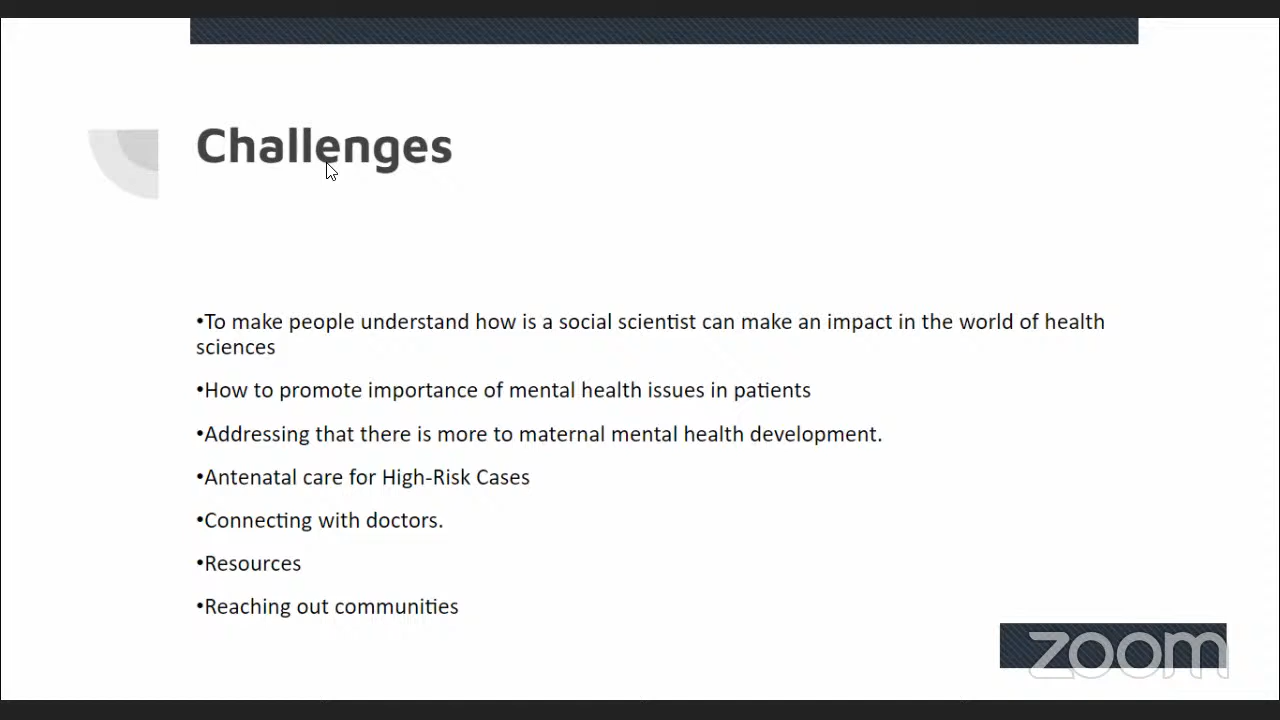 Challenges
•To make people understand how is a social scientist can make an impact in the world of health
sciences
•How to promote importance of mental health issues in patients
•Addressing that there is more to maternal mental health development.
•Antenatal care for High-Risk Cases
•Connecting with doctors.
•Resources
•Reaching out communities
zoom